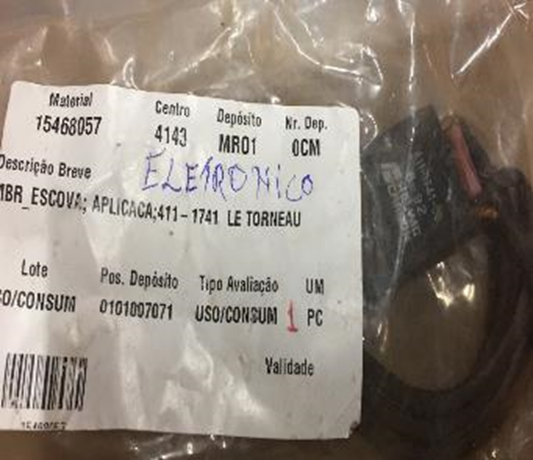 Material Centro Depósito Nr. Dep.
15468057 4143 MR01 0CM
Descrição Breve
ELETRONICO
MBR_ESCOVA; APLICACA;411-1741 LE TORNEAU
Lote Pos. Depósito Tipo Avaliação UM
SO/CONSUM 0101007071 USO/CONSUM 1 PC
Validade